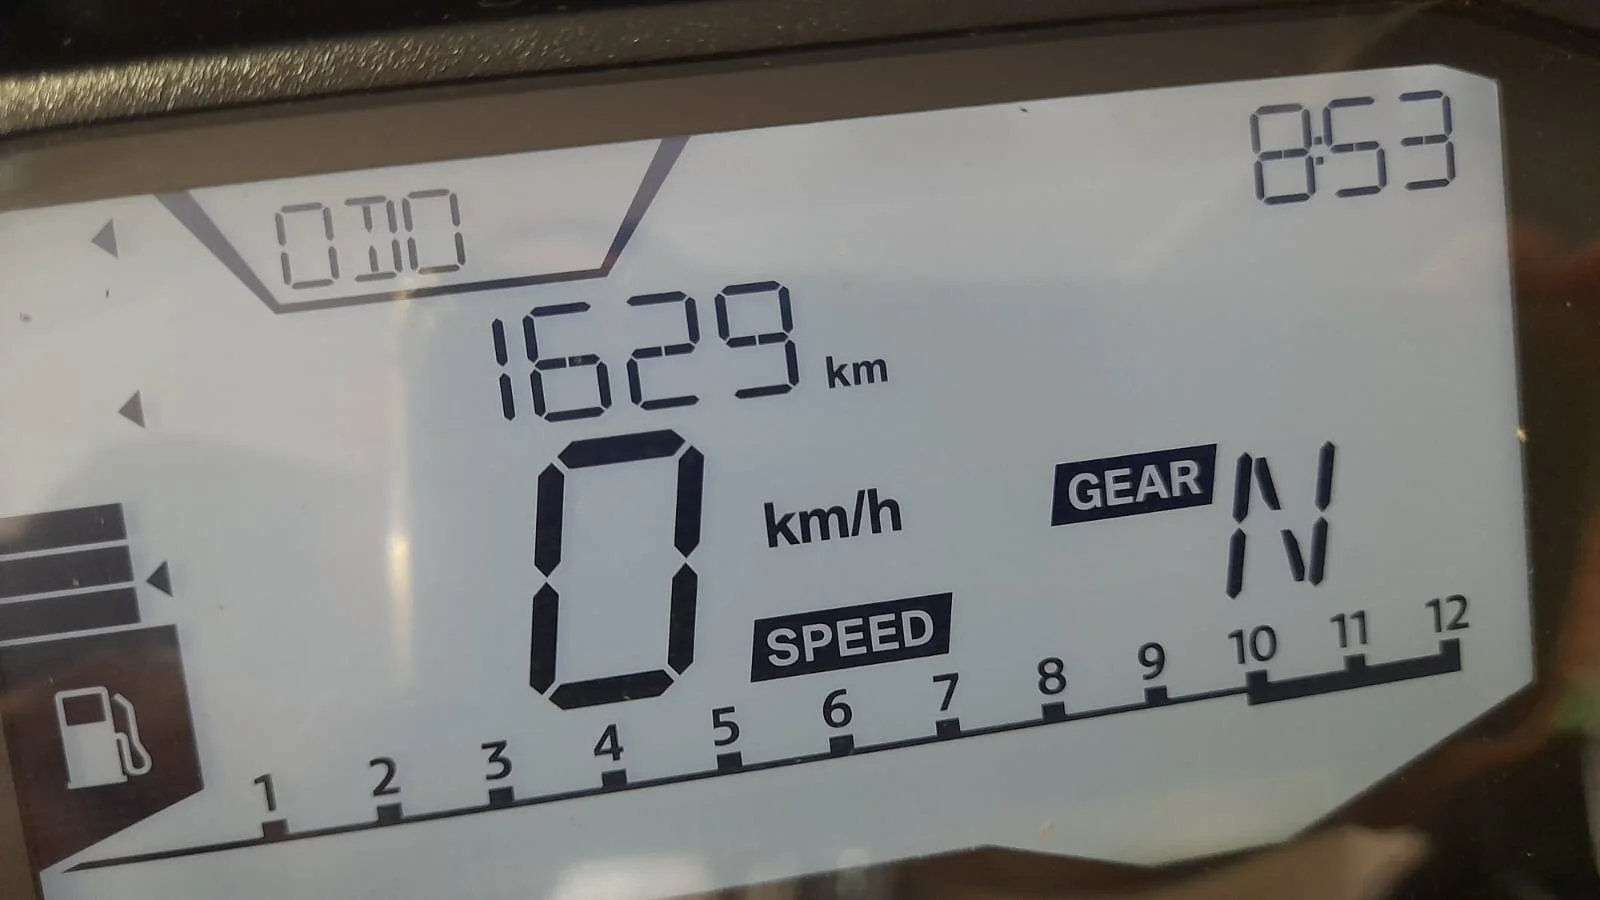 8:53
ODO
1629 km
0 km/h
GEAR N
SPEED
1 2 3 4 5 6 7 8 9 10 11 12